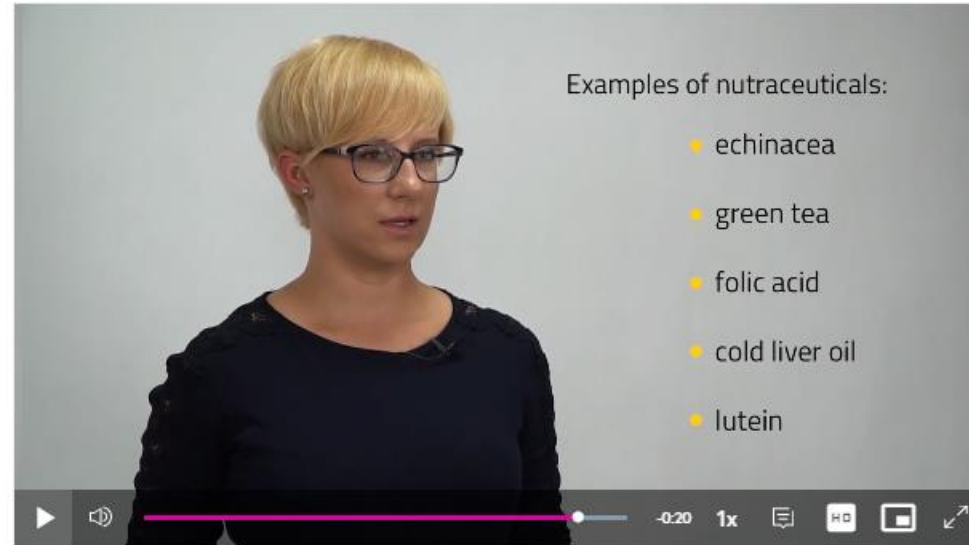 Examples of nutraceuticals:
echinacea
green tea
folic acid
cold liver oil
lutein
-0:20 1x HD